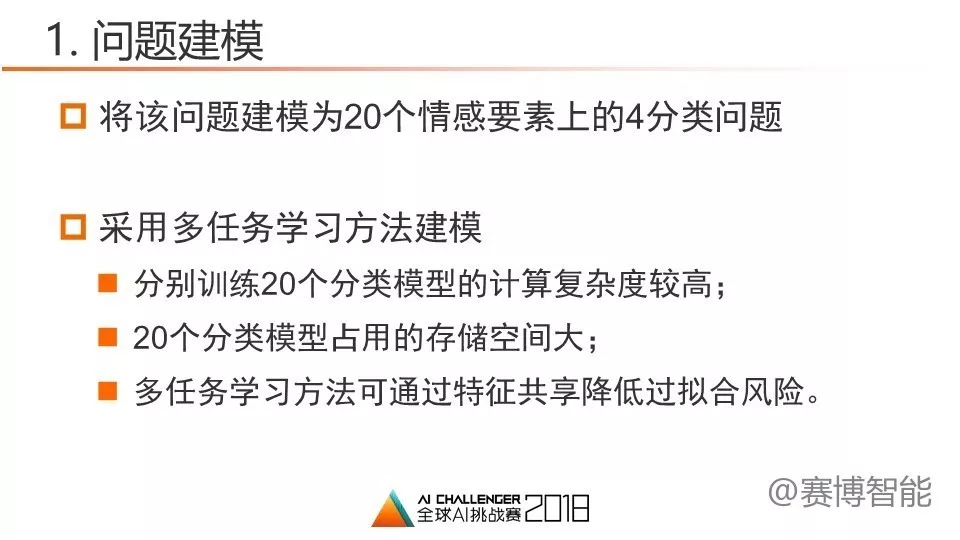 1. 问题建模
将该问题建模为20个情感要素上的4分类问题
采用多任务学习方法建模
分别训练20个分类模型的计算复杂度较高；
20个分类模型占用的存储空间大；
多任务学习方法可通过特征共享降低过拟合风险。
AI CHALLENGER
全球AI挑战赛2018
@赛博智能